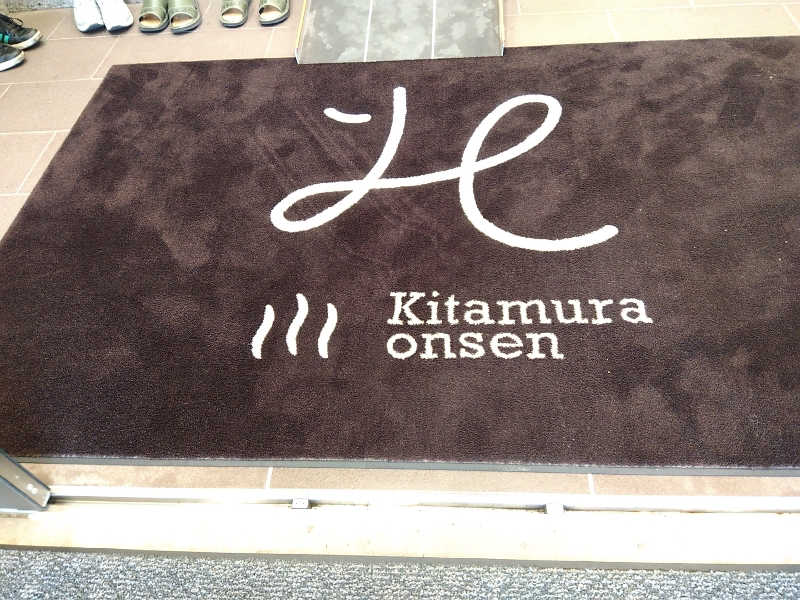 北
Kitamura
onsen